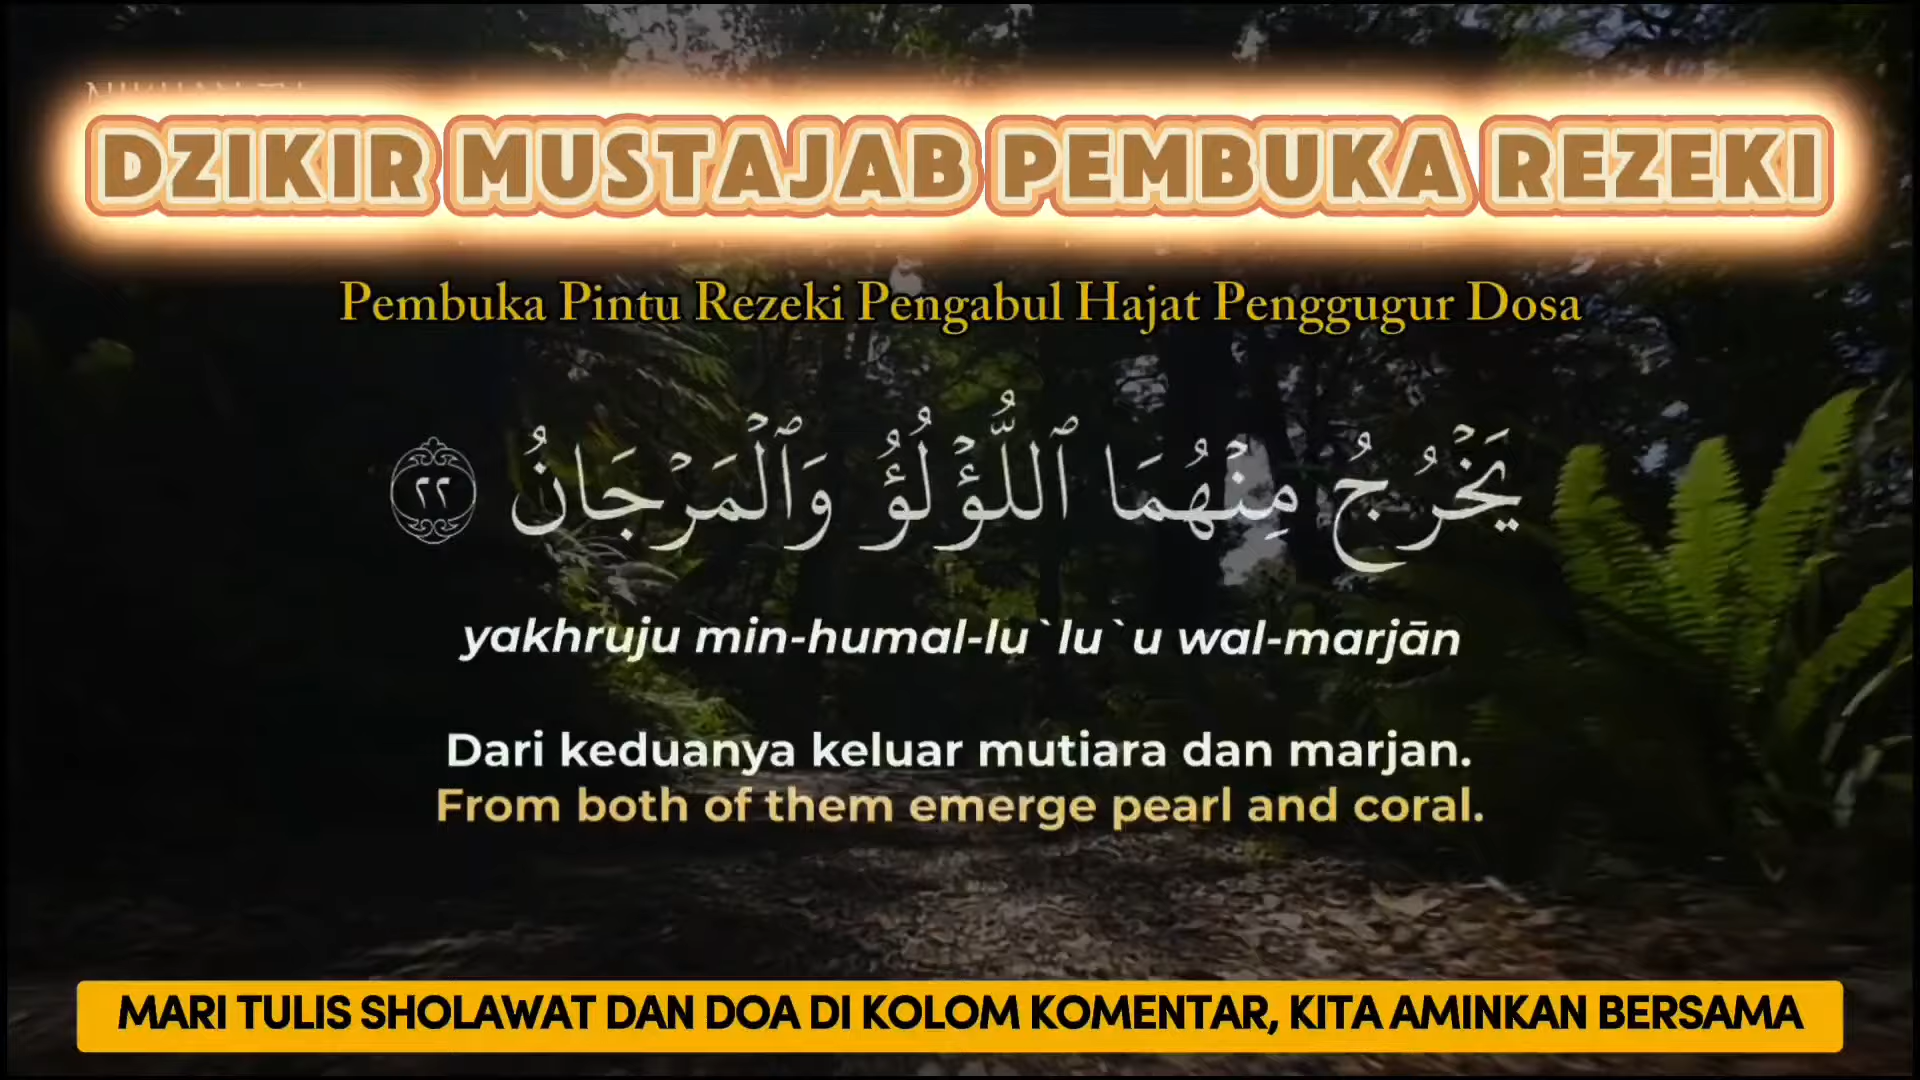 DZIKIR MUSTAJAB PEMBUKA REZEKI
Pembuka Pintu Rezeki Pengabul Hajat Penggugur Dosa
يَخۡرُجُ مِنۡهُمَا ٱللُّؤۡلُؤُ وَٱلۡمَرۡجَانُ ٢٢
yakhruju min-humal-lu`lu`u wal-marjān
Dari keduanya keluar mutiara dan marjan.
From both of them emerge pearl and coral.
MARI TULIS SHOLAWAT DAN DOA DI KOLOM KOMENTAR, KITA AMINKAN BERSAMA